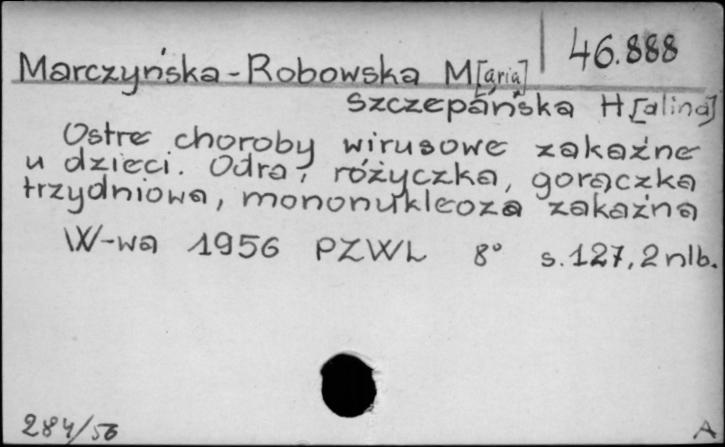 46.888
Marczyńska-Robowska M[aria]
Szczepańska H[alina]
Ostre choroby wirusowe zakaźne
u dzieci. Odra, różyczka, gorączka
trzydniowa, mononukleoza zakaźna
W-wa 1956 PZWL 8° s.127, 2 nlb.
284/56
A